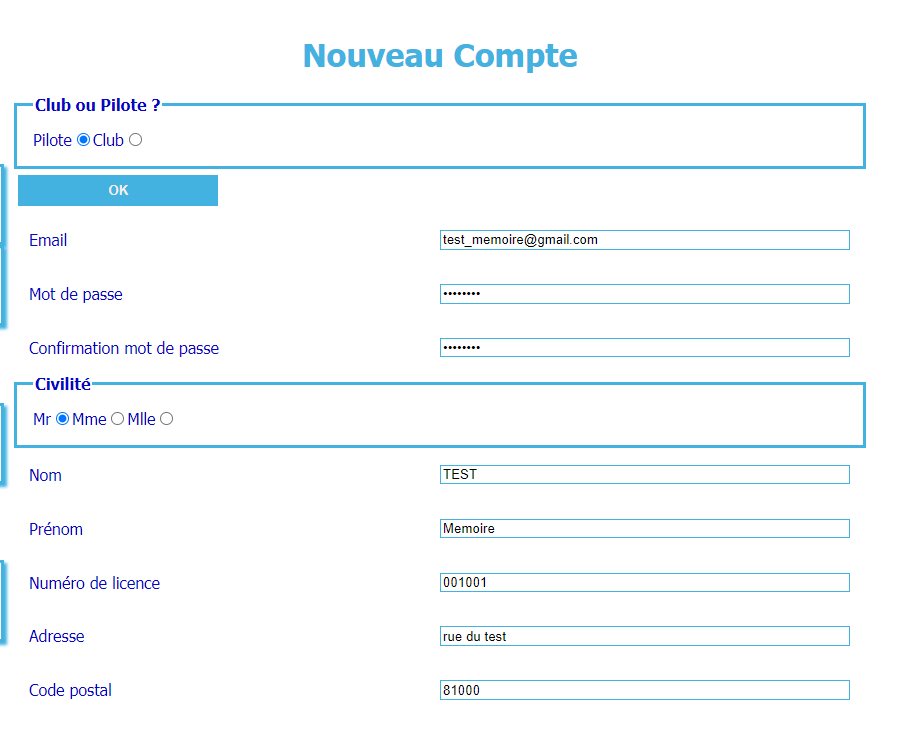 Nouveau Compte
Club ou Pilote ?
Pilote Club
OK
Email test_memoire@gmail.com
Mot de passe ••••••••
Confirmation mot de passe ••••••••
Civilité
Mr Mme Mlle
Nom TEST
Prénom Memoire
Numéro de licence 001001
Adresse rue du test
Code postal 81000